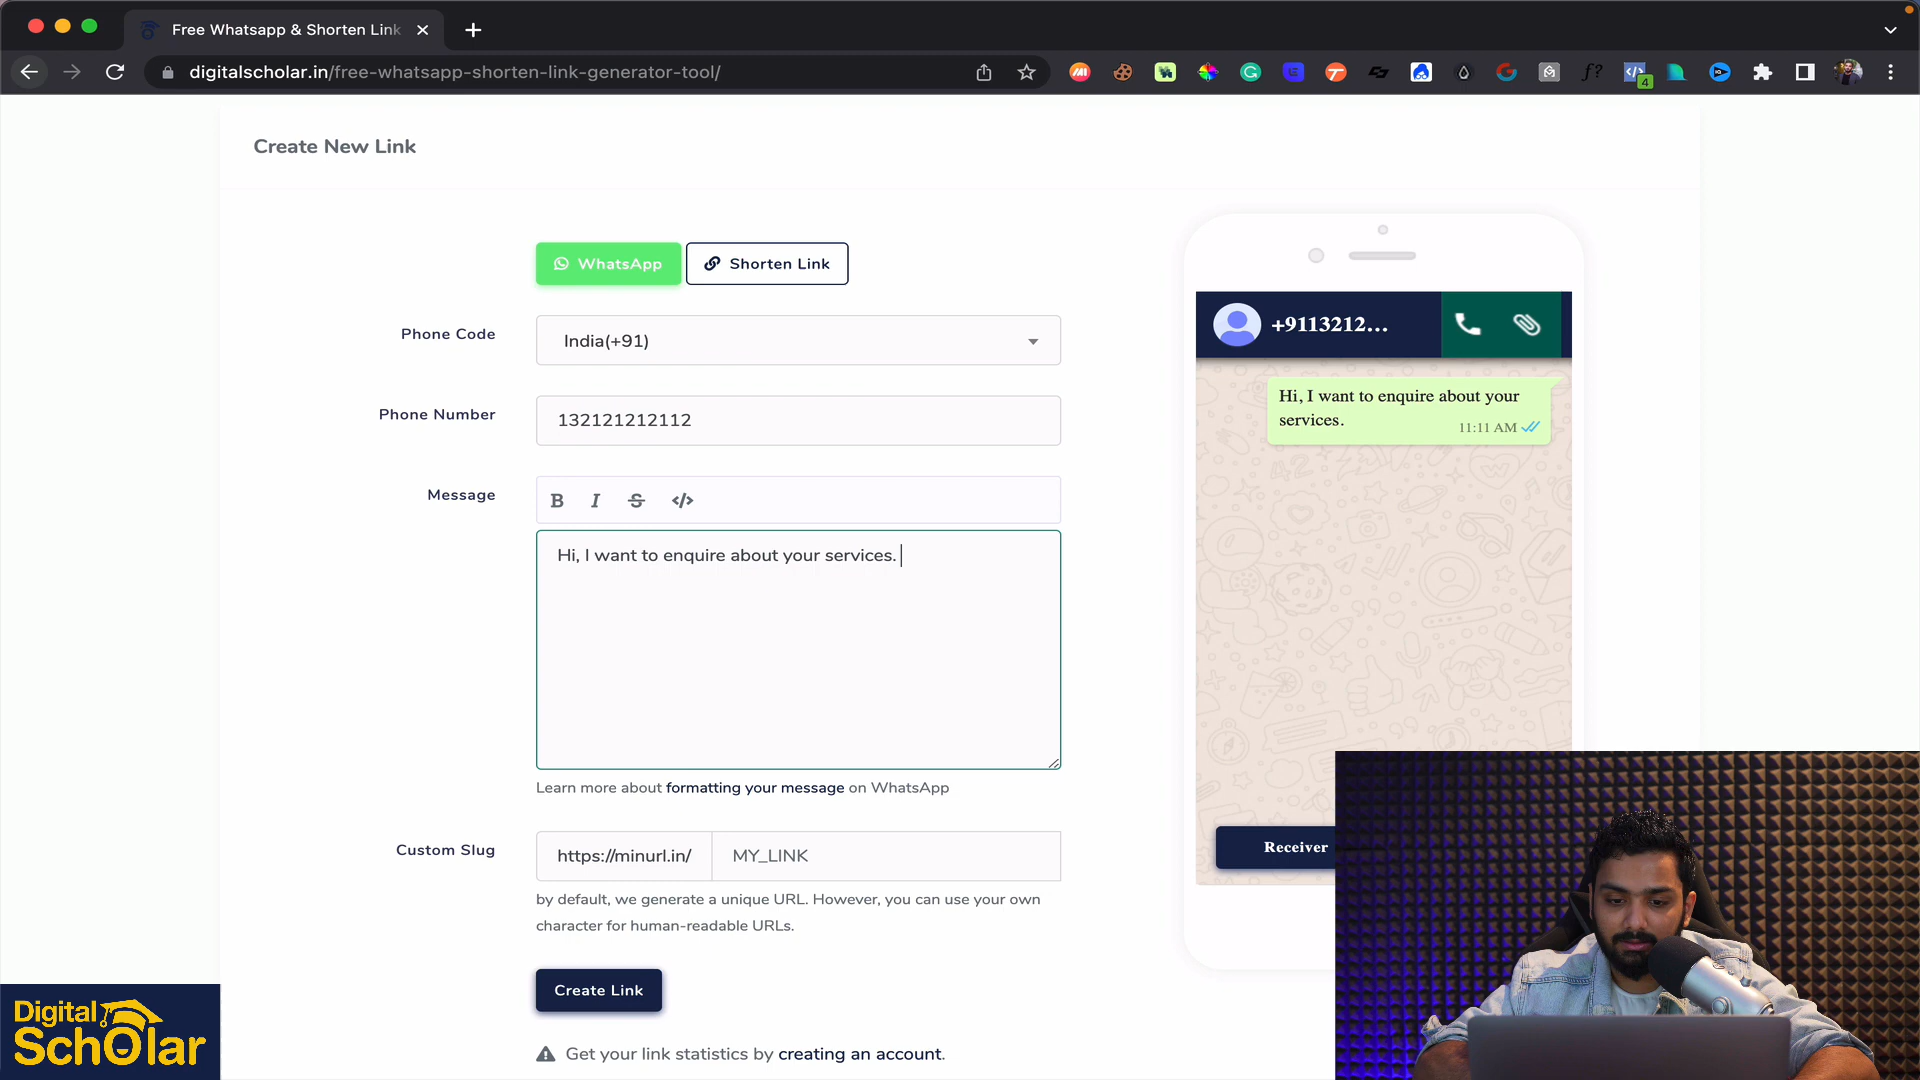 Free Whatsapp & Shorten Link
digitalscholar.in/free-whatsapp-shorten-link-generator-tool/
4
Create New Link
WhatsApp
Shorten Link
Phone Code
India(+91)
Phone Number
132121212112
Message
B I S </>
Hi, I want to enquire about your services.
Learn more about formatting your message on WhatsApp
Custom Slug
https://minurl.in/
MY_LINK
by default, we generate a unique URL. However, you can use your own
character for human-readable URLs.
Create Link
Get your link statistics by creating an account.
+9113212...
Hi, I want to enquire about your
services.
11:11 AM
Receiver
Digital
SchOlar